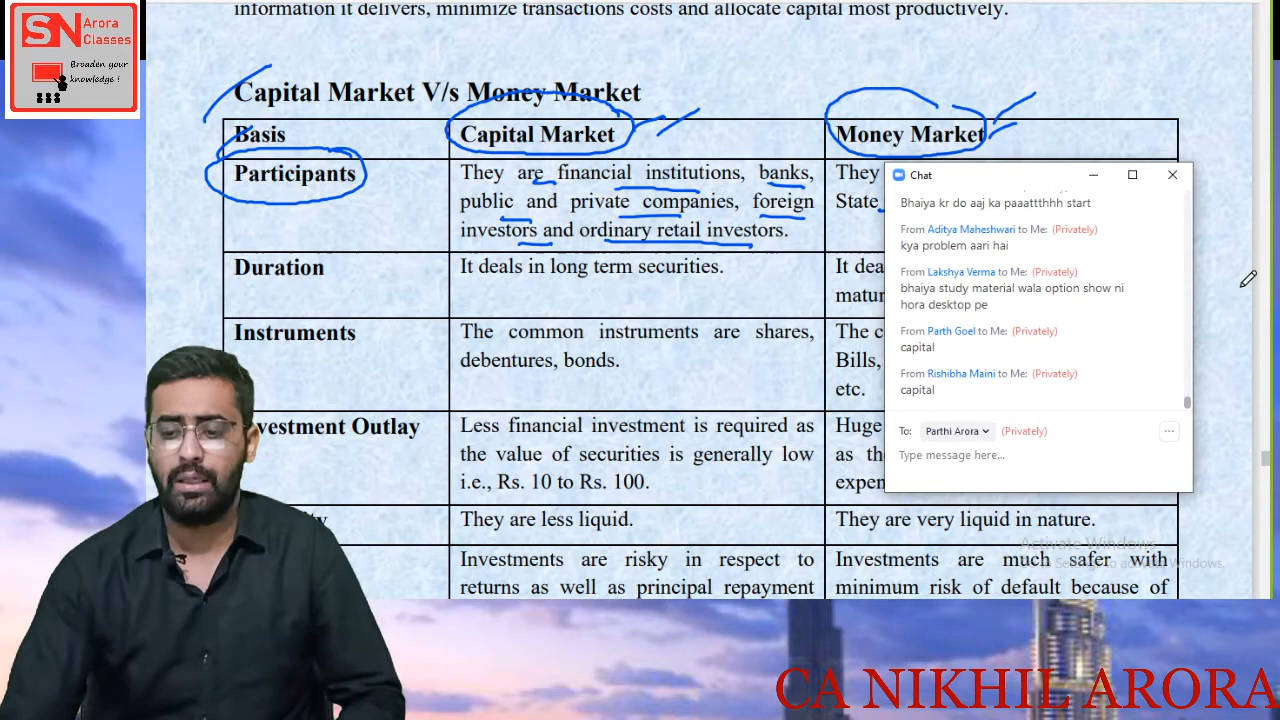 SN Arora
Classes
Broaden your
knowledge !
information it delivers, minimize transactions costs and allocate capital most productively.
Capital Market V/s Money Market
Basis
Capital Market
Money Market
Participants
They are financial institutions, banks,
public and private companies, foreign
investors and ordinary retail investors.
They
State
Duration
It deals in long term securities.
It dea
matur
Instruments
The common instruments are shares,
debentures, bonds.
The c
Bills,
etc.
vestment Outlay
Less financial investment is required as
the value of securities is generally low
i.e., Rs. 10 to Rs. 100.
Huge
as th
expen
They are less liquid.
They are very liquid in nature.
Investments are risky in respect to
returns as well as principal repayment
Investments are much safer with
minimum risk of default because of
Chat
Bhaiya kr do aaj ka paaattthhh start
From Aditya Maheshwari to Me: (Privately)
kya problem aari hai
From Lakshya Verma to Me: (Privately)
bhaiya study material wala option show ni
hora desktop pe
From Parth Goel to Me: (Privately)
capital
From Rishibha Maini to Me: (Privately)
capital
To: Parthi Arora (Privately)
Type message here...
Activate Windows
to activate Windows.
CA NIKHIL ARORA